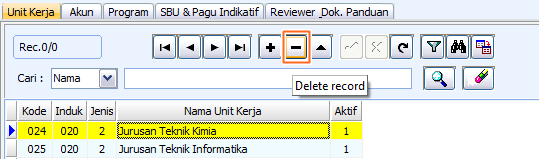 Unit Kerja Akun Program SBU & Pagu Indikatif Reviewer _Dok. Panduan
Rec.0/0
Cari : Nama
Delete record
Kode Induk Jenis Nama Unit Kerja Aktif
024 020 2 Jurusan Teknik Kimia 1
025 020 2 Jurusan Teknik Informatika 1